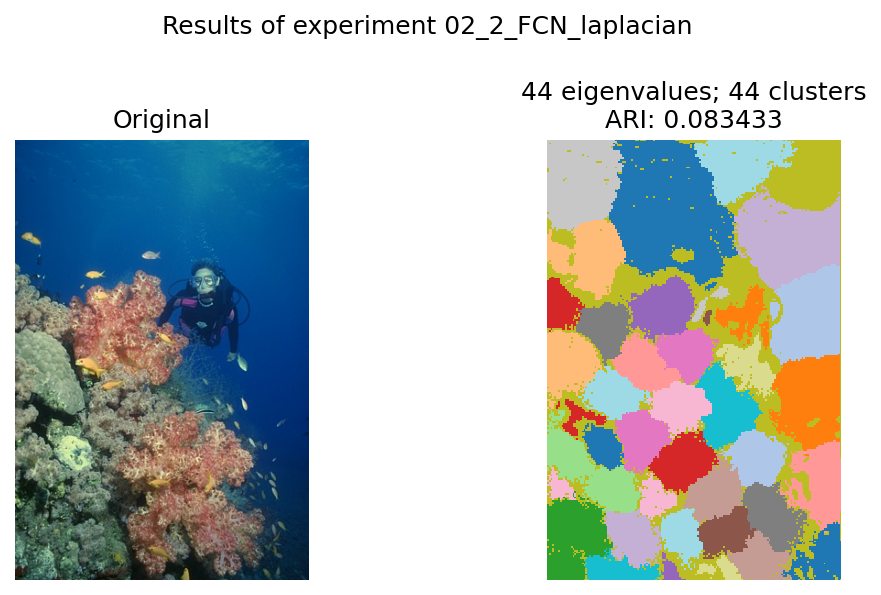 Results of experiment 02_2_FCN_laplacian
Original
44 eigenvalues; 44 clusters
ARI: 0.083433